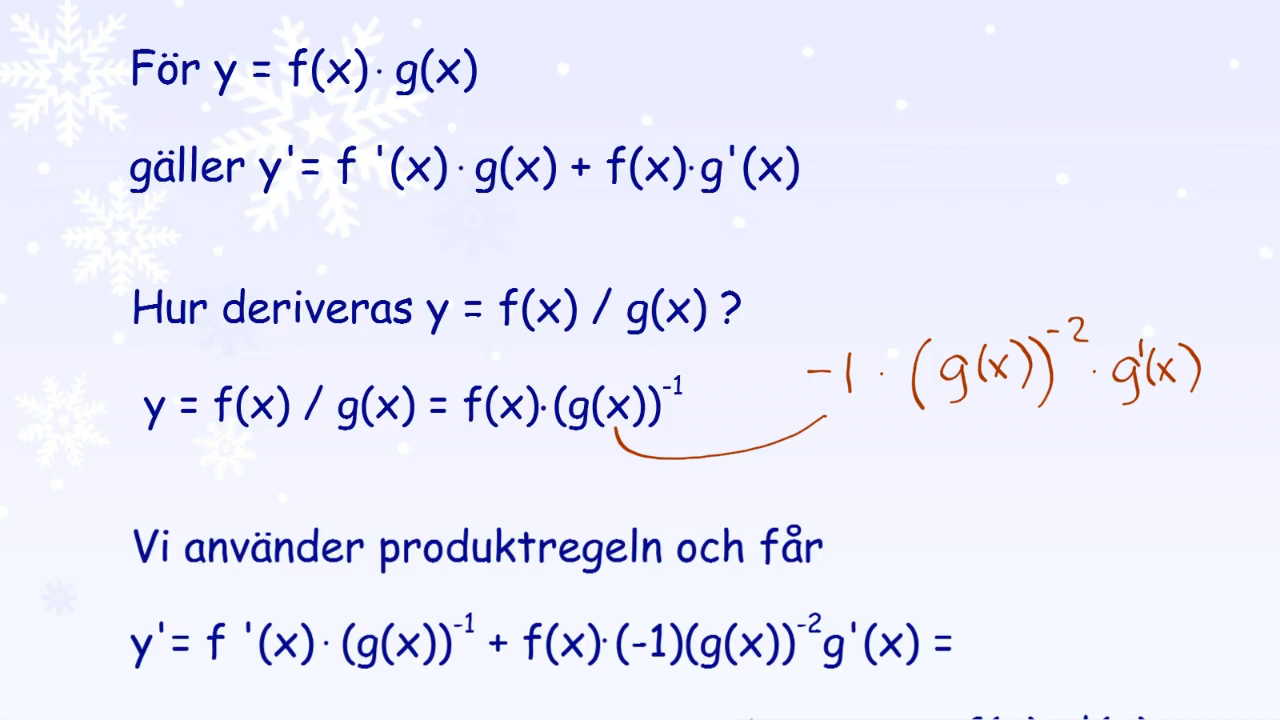 För y = f(x) · g(x)
gäller y'= f '(x) · g(x) + f(x)·g'(x)
Hur deriveras y = f(x) / g(x) ?
y = f(x) / g(x) = f(x)·(g(x))⁻¹
-1 · (g(x))⁻² · g'(x)
Vi använder produktregeln och får
y'= f '(x) · (g(x))⁻¹ + f(x)·(-1)(g(x))⁻²g'(x) =